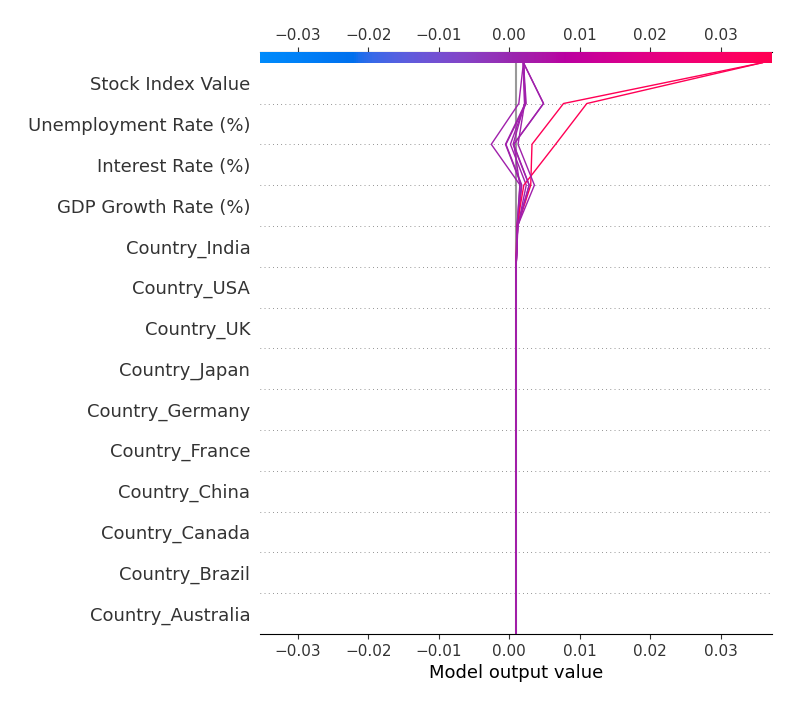 −0.03 −0.02 −0.01 0.00 0.01 0.02 0.03
Stock Index Value
Unemployment Rate (%)
Interest Rate (%)
GDP Growth Rate (%)
Country_India
Country_USA
Country_UK
Country_Japan
Country_Germany
Country_France
Country_China
Country_Canada
Country_Brazil
Country_Australia
−0.03 −0.02 −0.01 0.00 0.01 0.02 0.03
Model output value